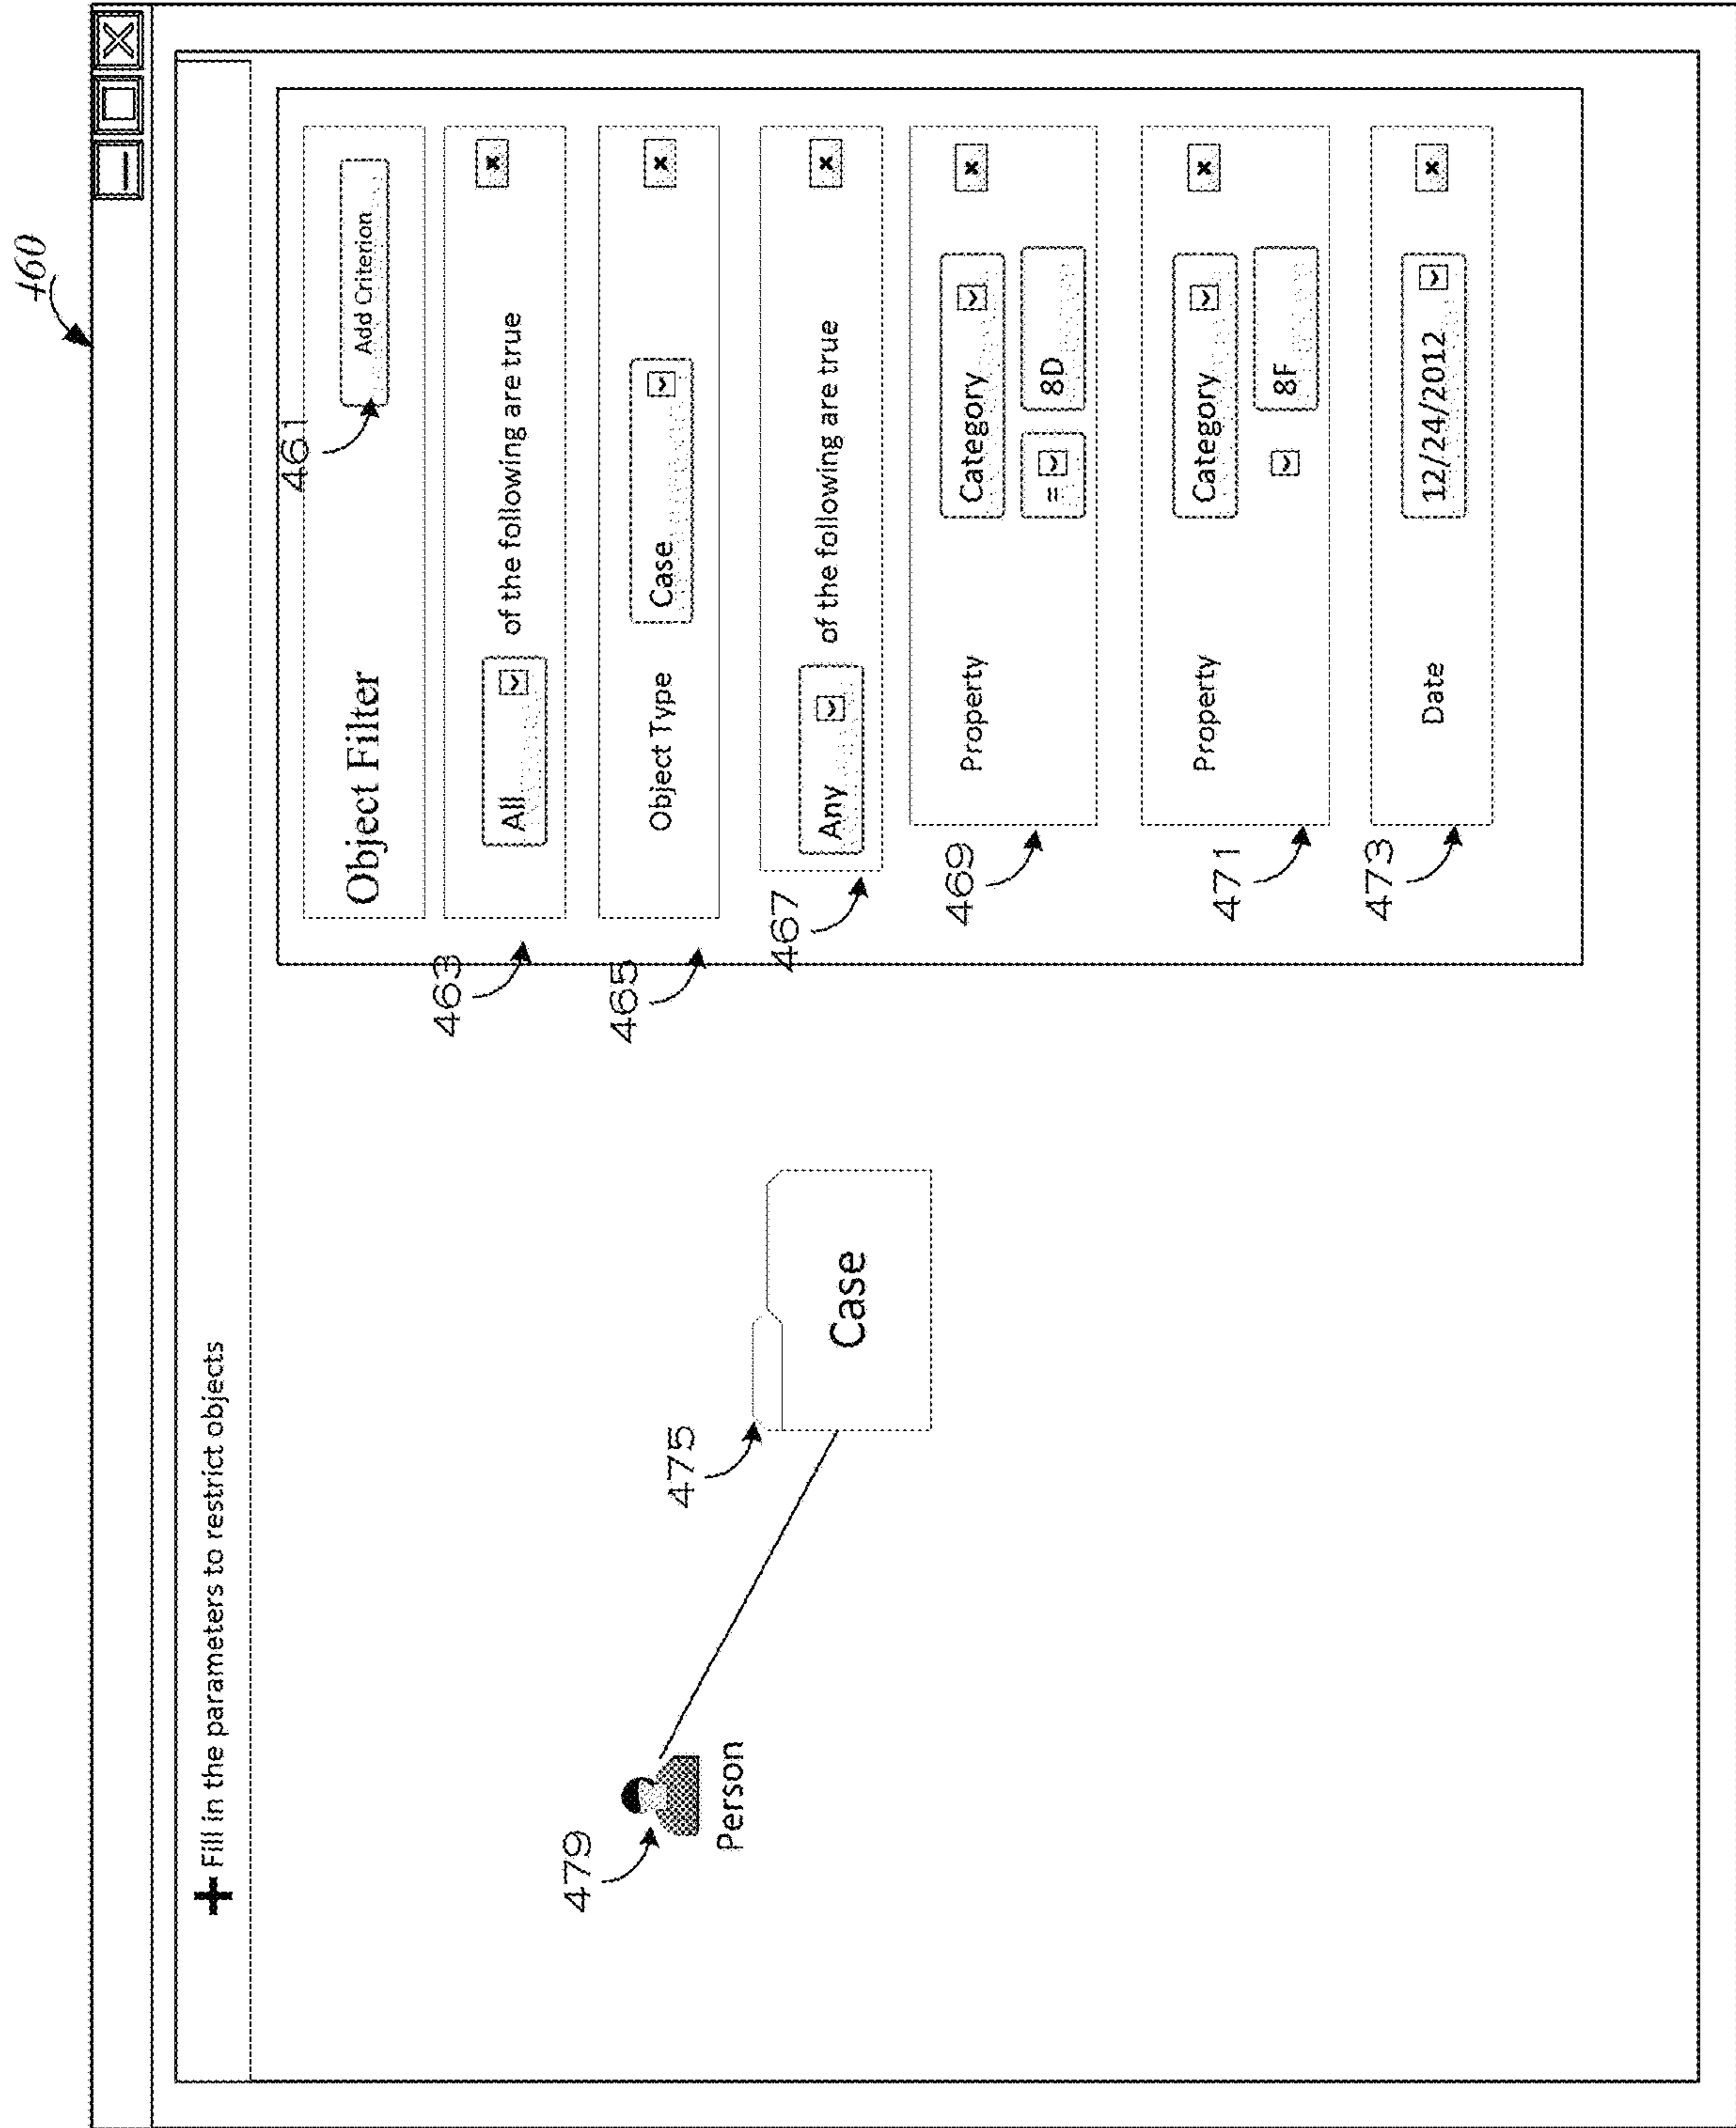 460
+ Fill in the parameters to restrict objects
461
Object Filter
Add Criterion
463
All of the following are true
x
465
Object Type
Case
x
467
Any of the following are true
x
469
Property
Category
x
=
8D
471
Property
Category
x
8F
473
Date
12/24/2012
x
475
Case
479
Person